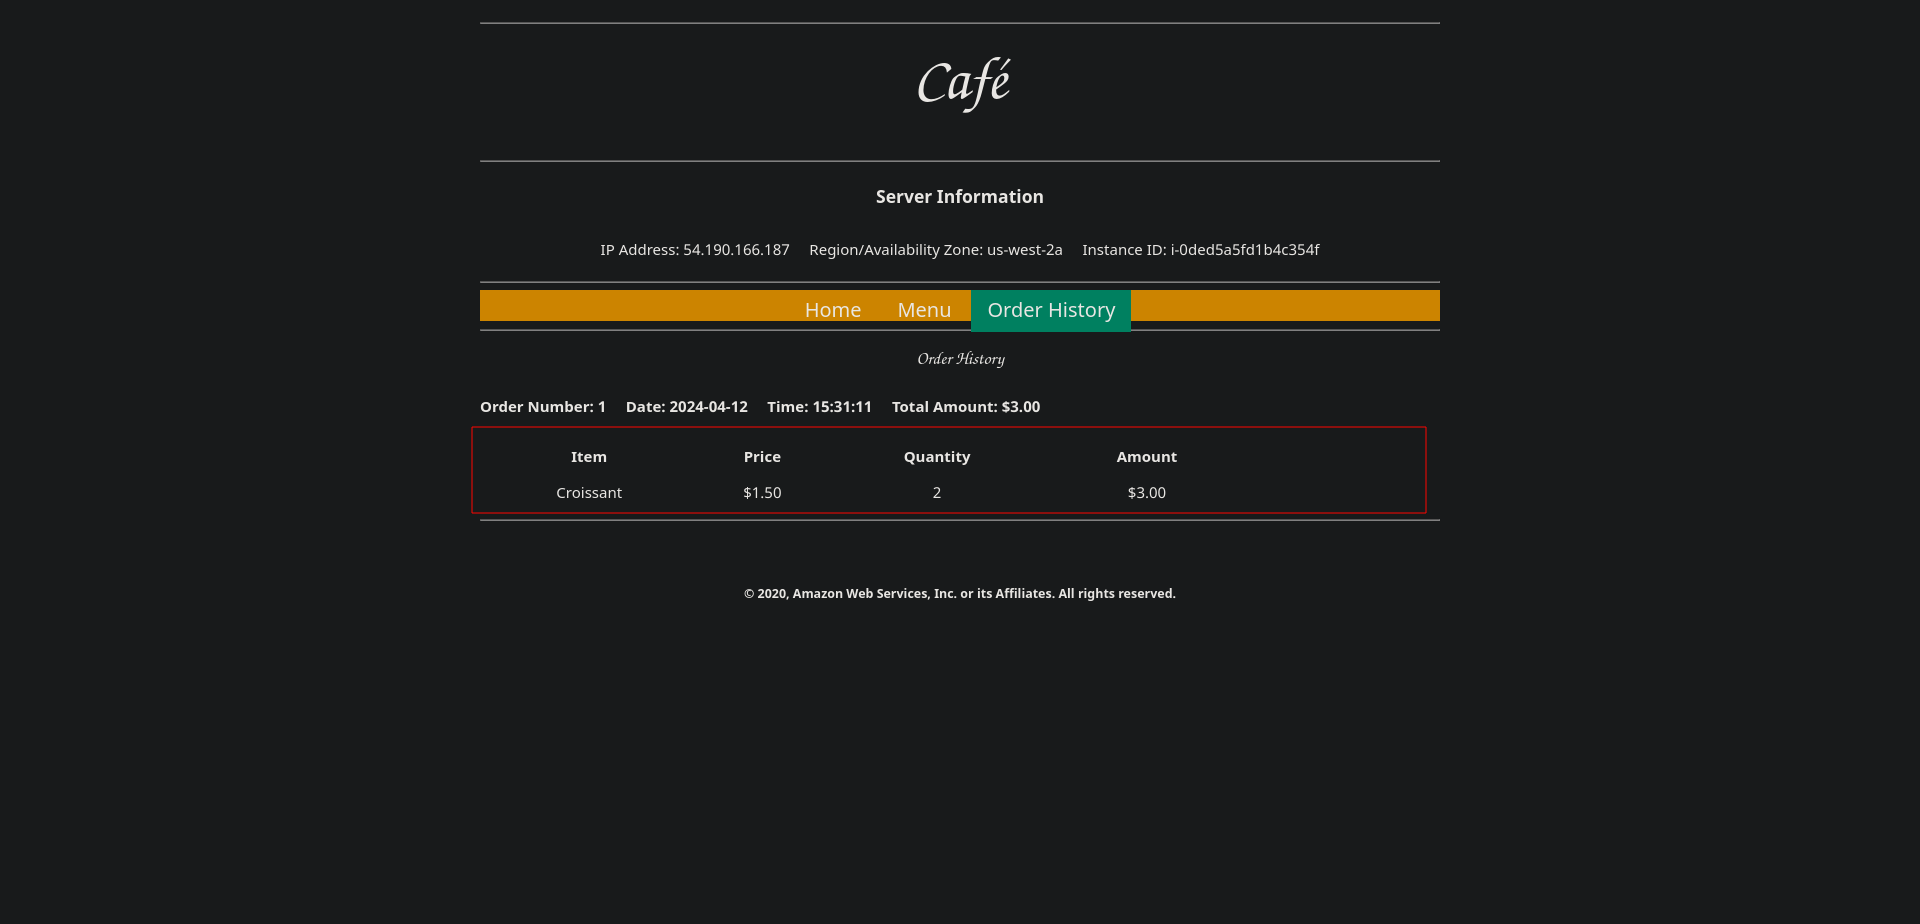 Café
Server Information
IP Address: 54.190.166.187 Region/Availability Zone: us-west-2a Instance ID: i-0ded5a5fd1b4c354f
Home Menu Order History
Order History
Order Number: 1 Date: 2024-04-12 Time: 15:31:11 Total Amount: $3.00
Item Price Quantity Amount
Croissant $1.50 2 $3.00
© 2020, Amazon Web Services, Inc. or its Affiliates. All rights reserved.